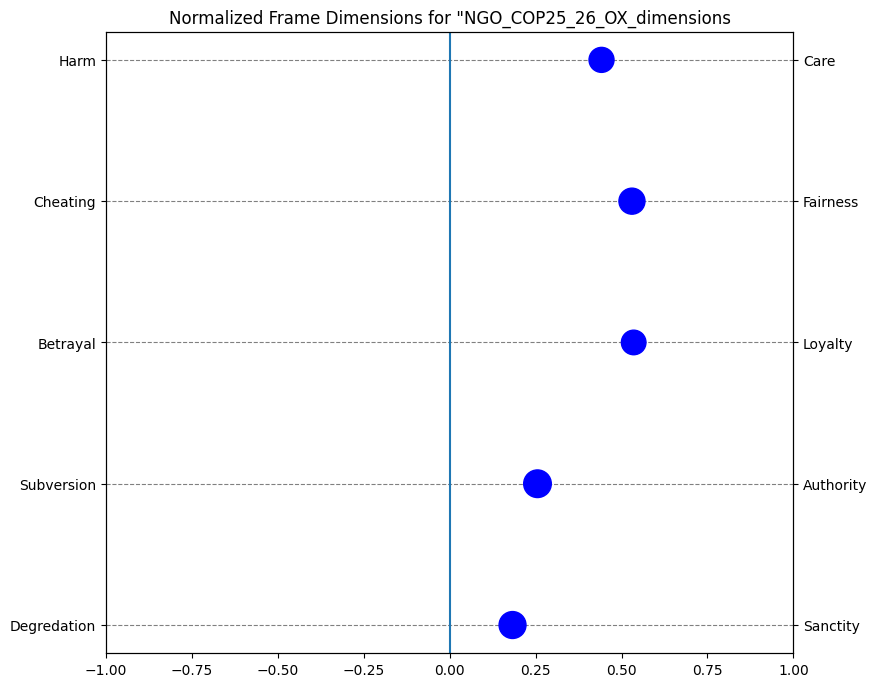 Normalized Frame Dimensions for "NGO_COP25_26_OX_dimensions
Harm
Care
Cheating
Fairness
Betrayal
Loyalty
Subversion
Authority
Degredation
Sanctity
−1.00 −0.75 −0.50 −0.25 0.00 0.25 0.50 0.75 1.00